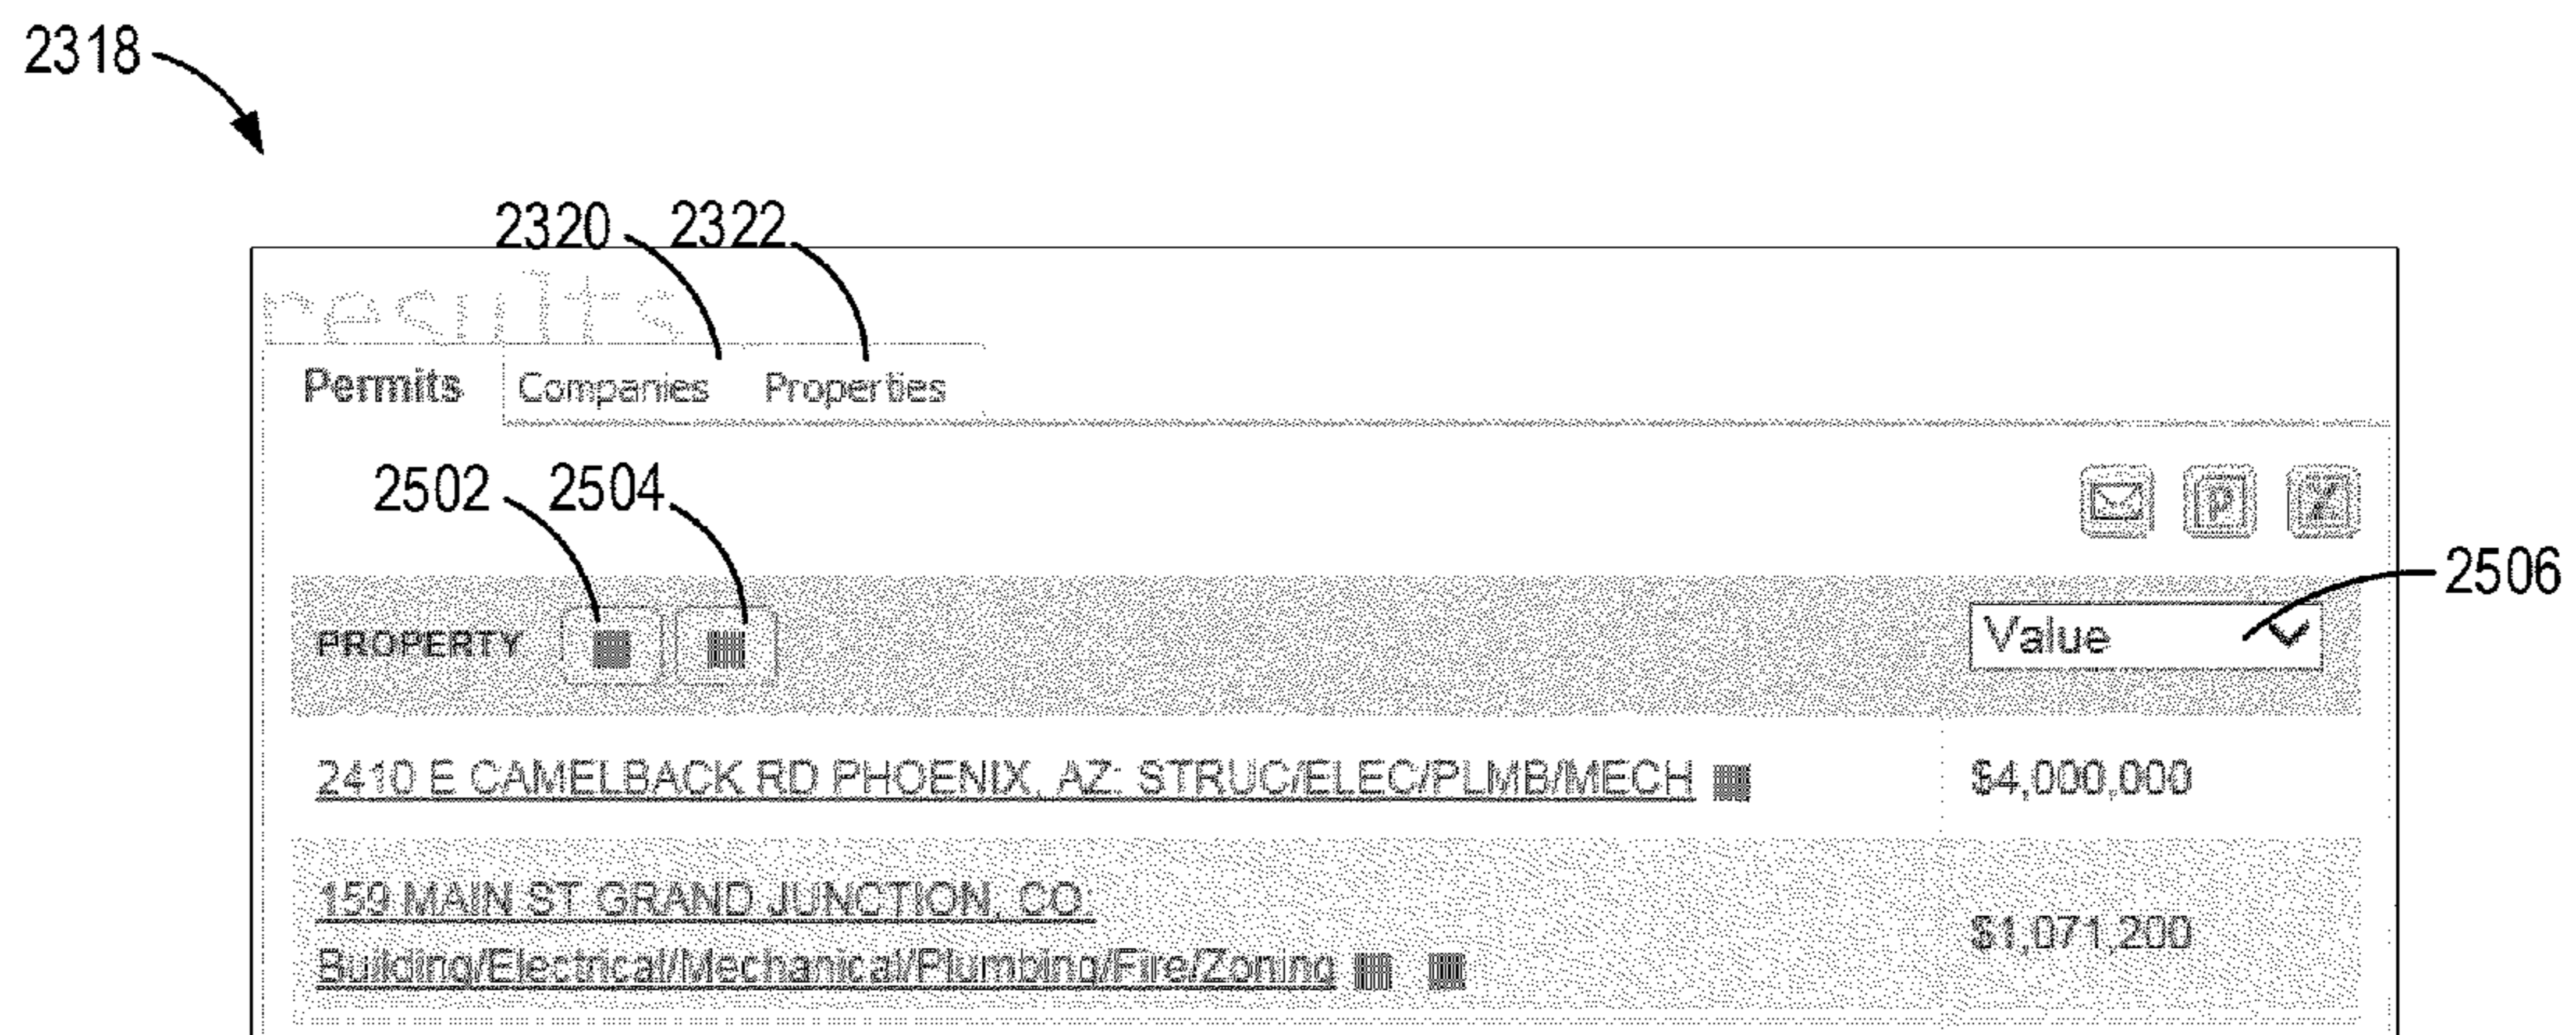 2318
2320 2322
results
Permits Companies Properties
2502 2504
P X
2506
PROPERTY Value
2410 E CAMELBACK RD PHOENIX, AZ: STRUC/ELEC/PLMB/MECH $4,000,000
159 MAIN ST GRAND JUNCTION, CO:
Building/Electrical/Mechanical/Plumbing/Fire/Zoning $1,071,200